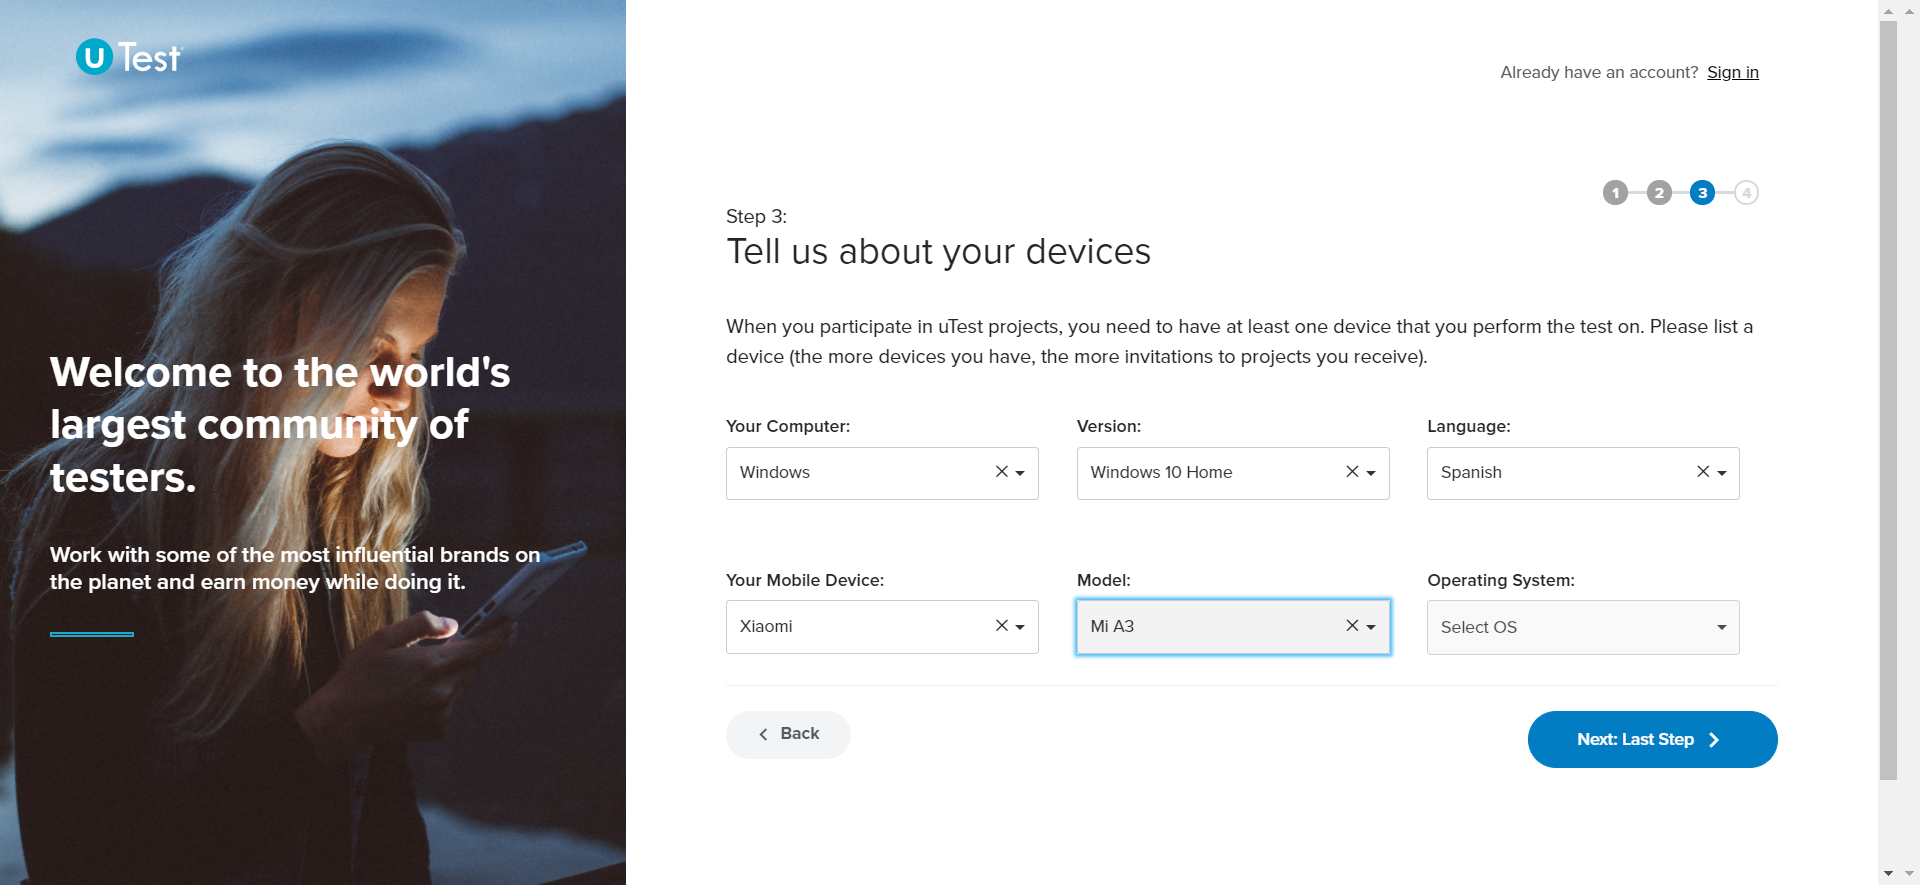 U Test
Already have an account? Sign in
1 2 3 4
Step 3:
Tell us about your devices
Welcome to the world's
largest community of
testers.
Work with some of the most influential brands on
the planet and earn money while doing it.
When you participate in uTest projects, you need to have at least one device that you perform the test on. Please list a
device (the more devices you have, the more invitations to projects you receive).
Your Computer: Version: Language:
Windows Windows 10 Home Spanish
Your Mobile Device: Model: Operating System:
Xiaomi Mi A3 Select OS
Back Next: Last Step